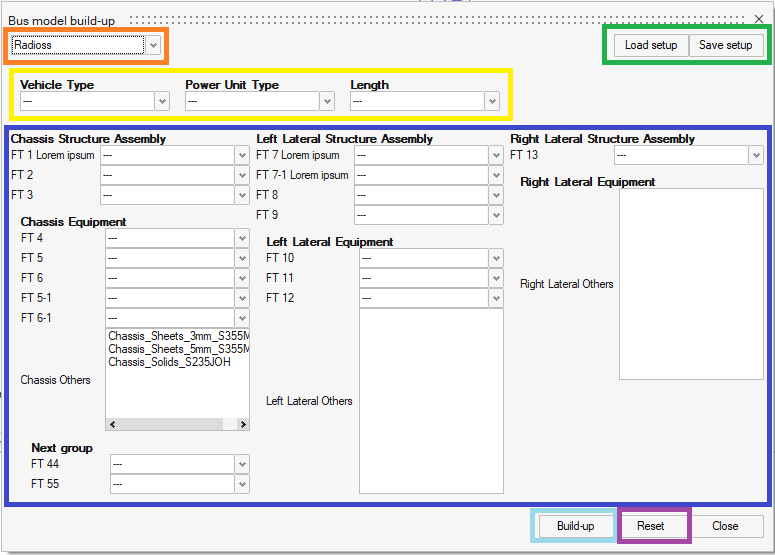 Bus model build-up
Radioss
Load setup Save setup
Vehicle Type Power Unit Type Length
--- --- ---
Chassis Structure Assembly
FT 1 Lorem ipsum ---
FT 2 ---
FT 3 ---
Chassis Equipment
FT 4 ---
FT 5 ---
FT 6 ---
FT 5-1 ---
FT 6-1 ---
Chassis_Sheets_3mm_S355M
Chassis_Sheets_5mm_S355M
Chassis_Solids_S235JOH
Chassis Others
Next group
FT 44 ---
FT 55 ---
Left Lateral Structure Assembly
FT 7 Lorem ipsum ---
FT 7-1 Lorem ipsum ---
FT 8 ---
FT 9 ---
Left Lateral Equipment
FT 10 ---
FT 11 ---
FT 12 ---
Left Lateral Others
Right Lateral Structure Assembly
FT 13 ---
Right Lateral Equipment
Right Lateral Others
Build-up Reset Close